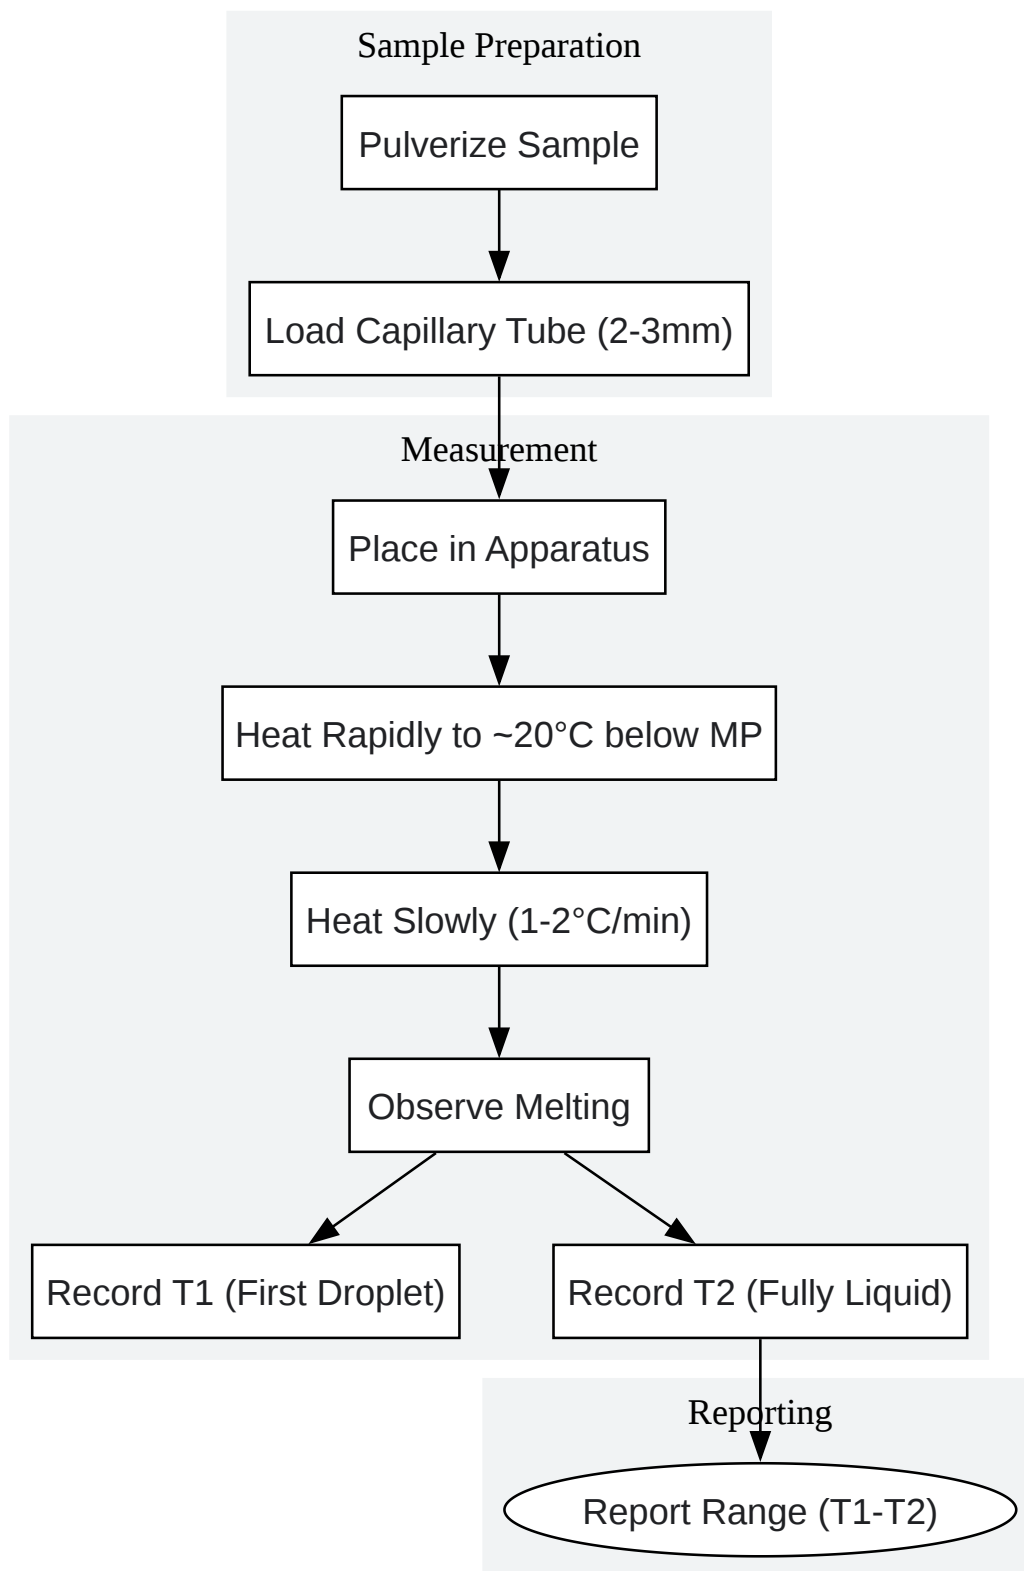 Sample Preparation
Pulverize Sample
Load Capillary Tube (2-3mm)
Measurement
Place in Apparatus
Heat Rapidly to ~20°C below MP
Heat Slowly (1-2°C/min)
Observe Melting
Record T1 (First Droplet)
Record T2 (Fully Liquid)
Reporting
Report Range (T1-T2)